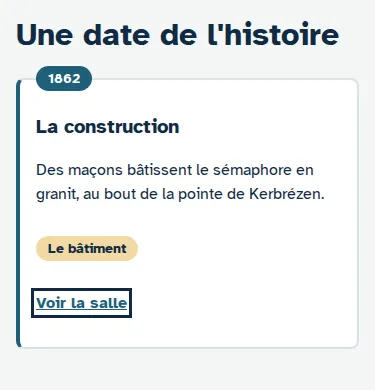 Une date de l'histoire
1862
La construction
Des maçons bâtissent le sémaphore en
granit, au bout de la pointe de Kerbrézen.
Le bâtiment
Voir la salle